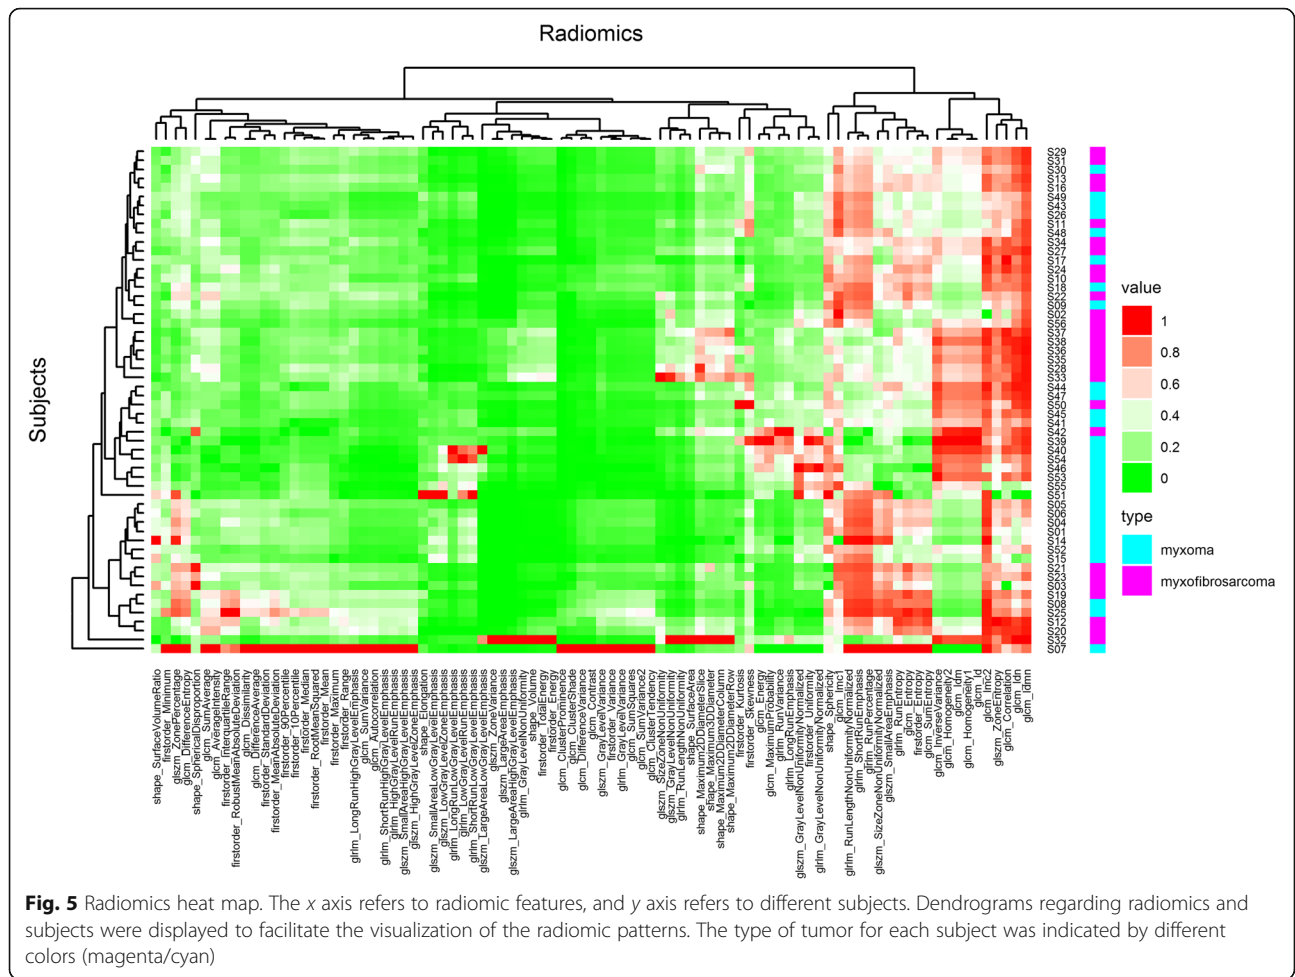 Radiomics
Subjects
S29
S31
S30
S13
S16
S49
S43
S26
S11
S48
S34
S27
S17
S24
S10
S18
S22
S09
S02
S56
S37
S38
S36
S35
S28
S33
S44
S47
S50
S45
S41
S42
S39
S40
S54
S46
S53
S55
S51
S05
S06
S04
S01
S14
S52
S15
S21
S23
S03
S19
S08
S25
S12
S20
S32
S07
value
1
0.8
0.6
0.4
0.2
0
type
myxoma
myxofibrosarcoma
shape_SurfaceVolumeRatio
firstorder_Minimum
glszm_ZonePercentage
glcm_DifferenceEntropy
shape_SphericalDisproportion
glcm_SumAverage
glcm_AverageIntensity
firstorder_InterquartileRange
firstorder_RobustMeanAbsoluteDeviation
glcm_Dissimilarity
glcm_DifferenceAverage
firstorder_StandardDeviation
firstorder_MeanAbsoluteDeviation
firstorder_90Percentile
firstorder_10Percentile
firstorder_Median
firstorder_RootMeanSquared
firstorder_Mean
firstorder_Maximum
firstorder_Range
glrlm_LongRunHighGrayLevelEmphasis
glcm_SumVariance
glcm_Autocorrelation
glrlm_ShortRunHighGrayLevelEmphasis
glrlm_HighGrayLevelRunEmphasis
glszm_SmallAreaHighGrayLevelEmphasis
glszm_HighGrayLevelZoneEmphasis
shape_Elongation
glszm_SmallAreaLowGrayLevelEmphasis
glszm_LowGrayLevelZoneEmphasis
glrlm_LongRunLowGrayLevelEmphasis
glrlm_LowGrayLevelRunEmphasis
glrlm_ShortRunLowGrayLevelEmphasis
glszm_LargeAreaLowGrayLevelEmphasis
glszm_ZoneVariance
glszm_LargeAreaEmphasis
glszm_LargeAreaHighGrayLevelEmphasis
glrlm_GrayLevelNonUniformity
shape_Volume
firstorder_TotalEnergy
firstorder_Energy
glcm_ClusterProminence
glcm_ClusterShade
glcm_DifferenceVariance
glcm_Contrast
glszm_GrayLevelVariance
firstorder_Variance
glrlm_GrayLevelVariance
glcm_SumSquares
glcm_SumVariance2
glcm_ClusterTendency
glszm_SizeZoneNonUniformity
glszm_GrayLevelNonUniformity
glrlm_RunLengthNonUniformity
shape_SurfaceArea
shape_Maximum2DDiameterSlice
shape_Maximum3DDiameter
shape_Maximum2DDiameterColumn
shape_Maximum2DDiameterRow
firstorder_Kurtosis
firstorder_Skewness
glcm_Energy
glcm_MaximumProbability
glrlm_RunVariance
glrlm_LongRunEmphasis
glszm_GrayLevelNonUniformityNormalized
firstorder_Uniformity
glrlm_GrayLevelNonUniformityNormalized
shape_Sphericity
glcm_Imc1
glrlm_RunLengthNonUniformityNormalized
glrlm_ShortRunEmphasis
glrlm_RunPercentage
glszm_SizeZoneNonUniformityNormalized
glszm_SmallAreaEmphasis
glrlm_RunEntropy
glcm_Entropy
firstorder_Entropy
glcm_SumEntropy
glcm_InverseVariance
glcm_Homogeneity2
glcm_Idm
glcm_Homogeneity1
glcm_Id
glcm_Imc2
glszm_ZoneEntropy
glcm_Correlation
glcm_Idn
glcm_Idmn
Fig. 5 Radiomics heat map. The x axis refers to radiomic features, and y axis refers to different subjects. Dendrograms regarding radiomics and
subjects were displayed to facilitate the visualization of the radiomic patterns. The type of tumor for each subject was indicated by different
colors (magenta/cyan)